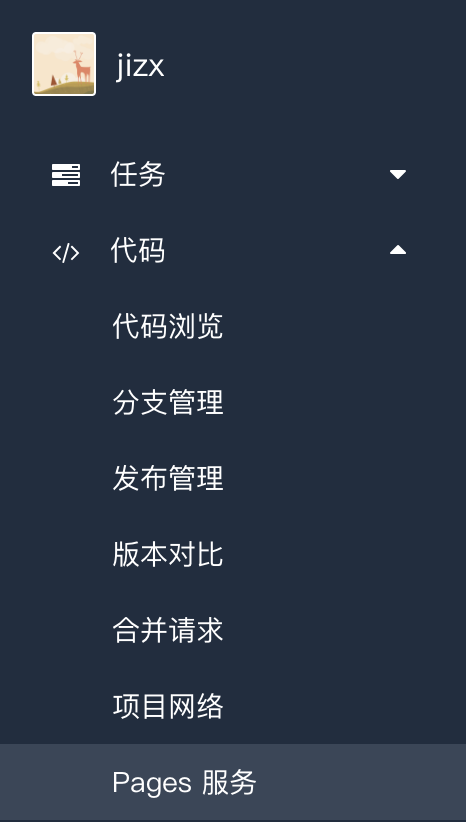 jizx
任务
代码
代码浏览
分支管理
发布管理
版本对比
合并请求
项目网络
Pages 服务